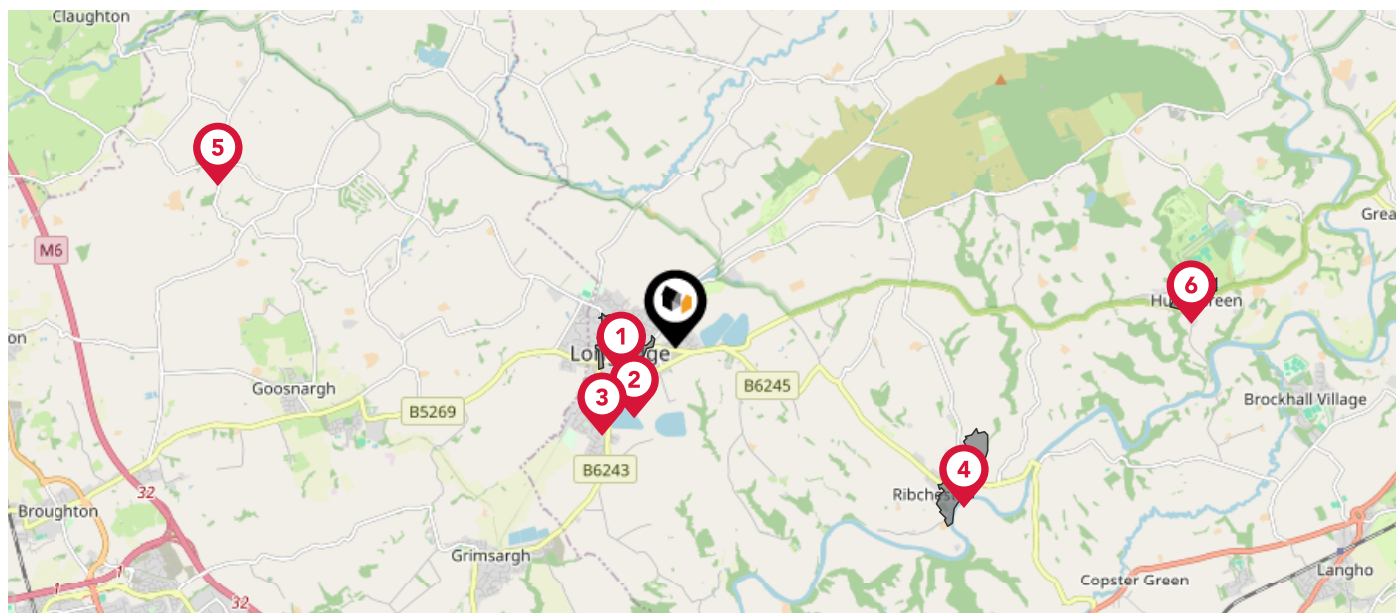 Claughton
5
M6
Grea
6
on
1
2
B6245
Goosnargh
3
B5269
Brockhall Village
B6243
4
32
Broughton
Grimsargh
1
1
32
Copster Green
Langho